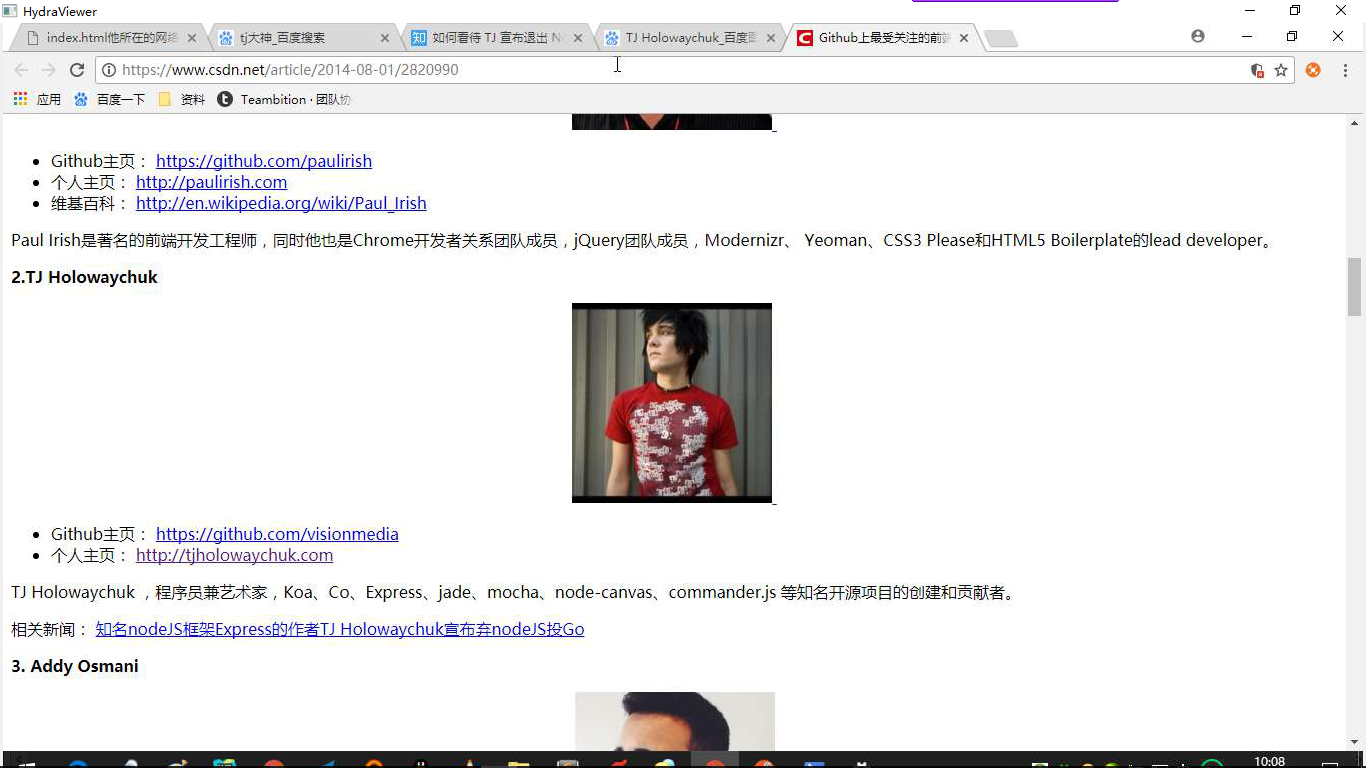 HydraViewer
index.html他所在的网络
tj大神_百度搜索
知 如何看待 TJ 宣布退出 N
TJ Holowaychuk_百度图
Github上最受关注的前端
https://www.csdn.net/article/2014-08-01/2820990
应用 百度一下 资料 Teambition · 团队协
Github主页： https://github.com/paulirish
个人主页： http://paulirish.com
维基百科： http://en.wikipedia.org/wiki/Paul_Irish
Paul Irish是著名的前端开发工程师，同时他也是Chrome开发者关系团队成员，jQuery团队成员，Modernizr、 Yeoman、CSS3 Please和HTML5 Boilerplate的lead developer。
2.TJ Holowaychuk
Github主页： https://github.com/visionmedia
个人主页： http://tjholowaychuk.com
TJ Holowaychuk ，程序员兼艺术家，Koa、Co、Express、jade、mocha、node-canvas、commander.js 等知名开源项目的创建和贡献者。
相关新闻： 知名nodeJS框架Express的作者TJ Holowaychuk宣布弃nodeJS投Go
3. Addy Osmani
10:08